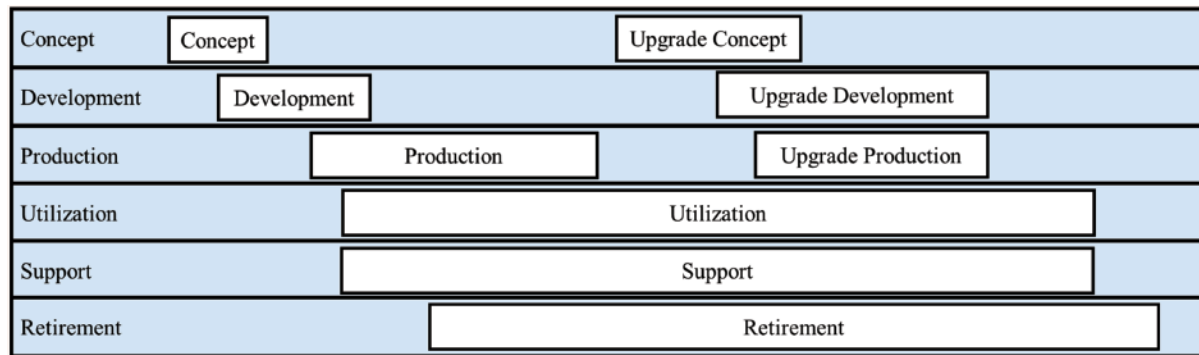 Concept Concept Upgrade Concept
Development Development Upgrade Development
Production Production Upgrade Production
Utilization Utilization
Support Support
Retirement Retirement